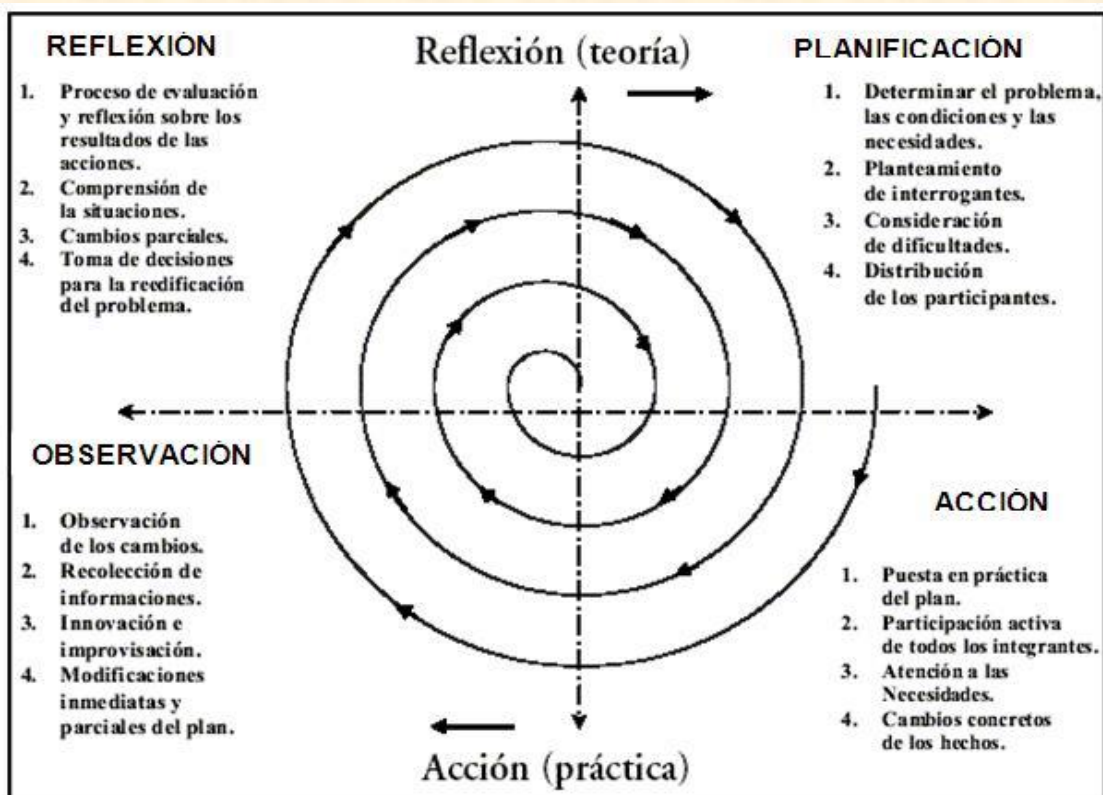 REFLEXIÓN
1. Proceso de evaluación
y reflexión sobre los
resultados de las
acciones.
2. Comprensión de
la situaciones.
3. Cambios parciales.
4. Toma de decisiones
para la reedificación
del problema.
Reflexión (teoría)
PLANIFICACIÓN
1. Determinar el problema,
las condiciones y las
necesidades.
2. Planteamiento
de interrogantes.
3. Consideración
de dificultades.
4. Distribución
de los participantes.
OBSERVACIÓN
1. Observación
de los cambios.
2. Recolección de
informaciones.
3. Innovación e
improvisación.
4. Modificaciones
inmediatas y
parciales del plan.
ACCIÓN
1. Puesta en práctica
del plan.
2. Participación activa
de todos los integrantes.
3. Atención a las
Necesidades.
4. Cambios concretos
de los hechos.
Acción (práctica)